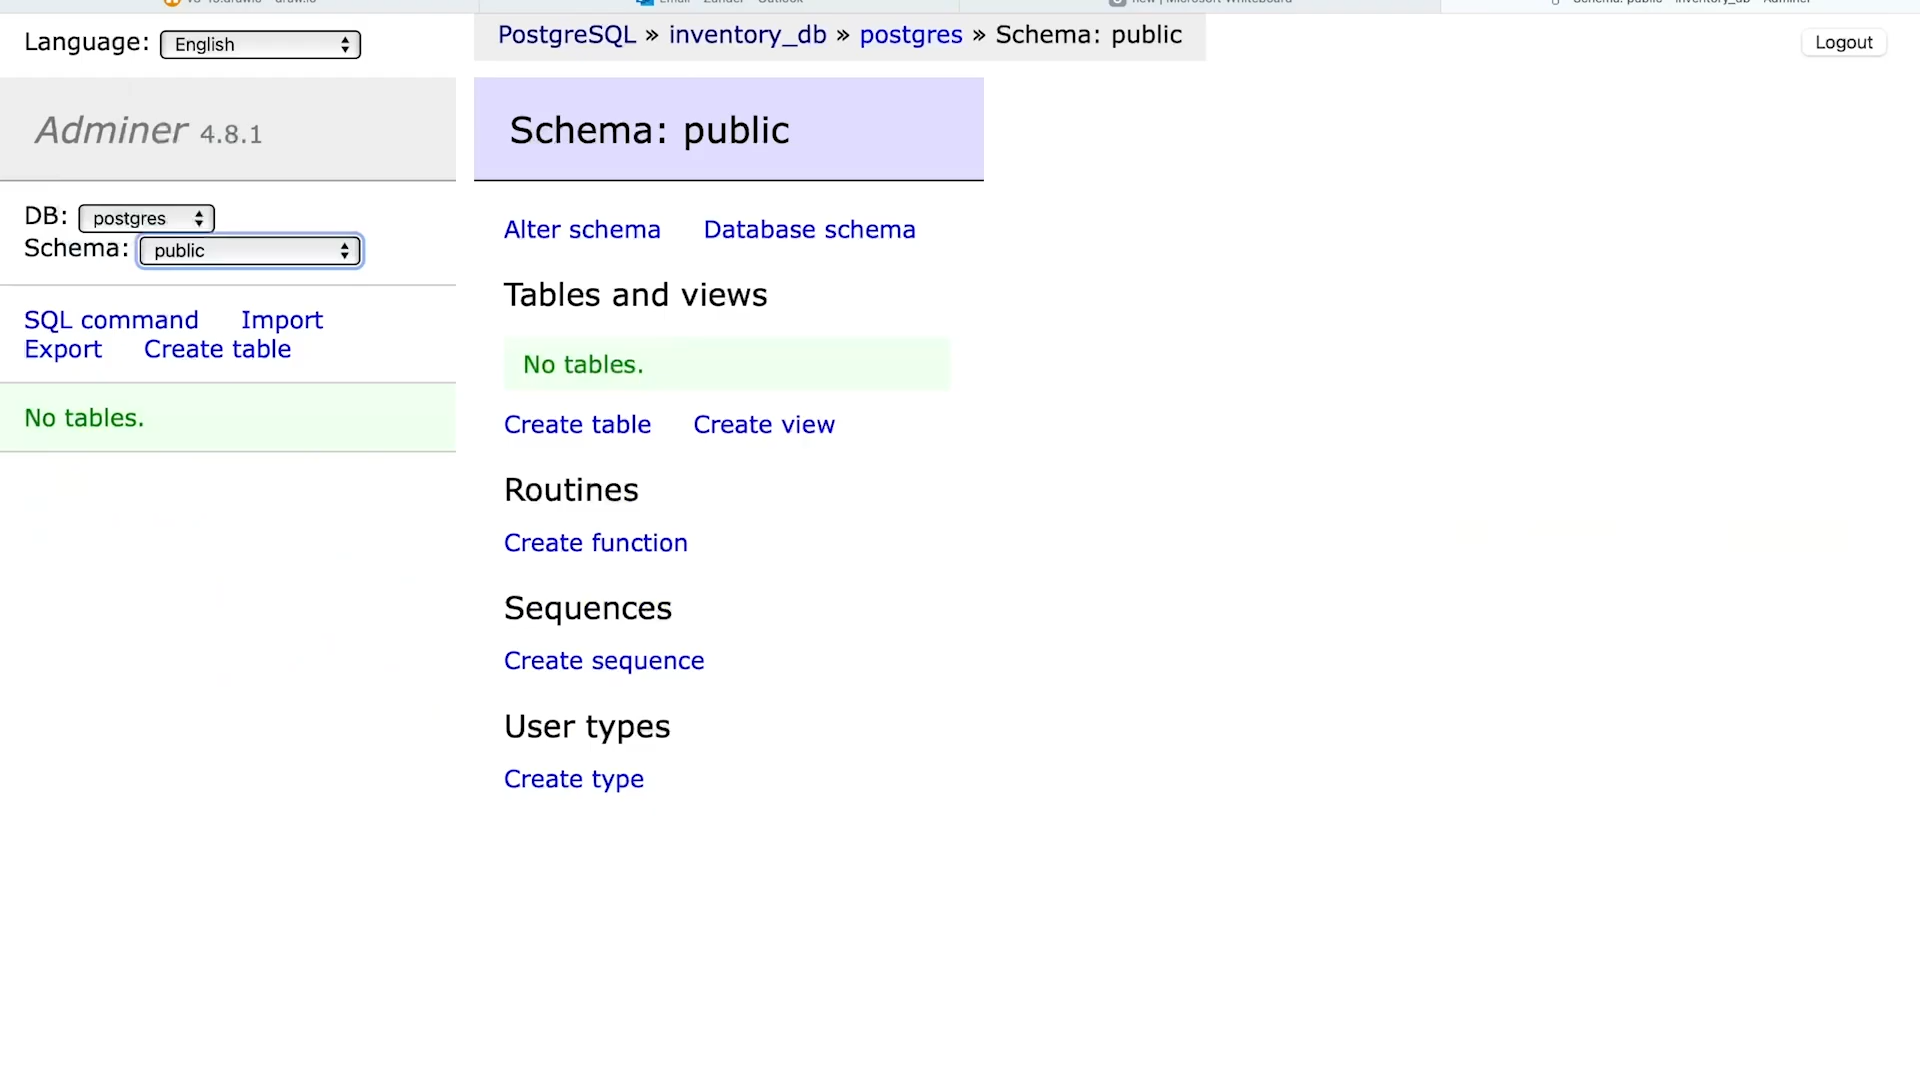 Language: English
PostgreSQL » inventory_db » postgres » Schema: public
Logout
Adminer 4.8.1
Schema: public
DB: postgres
Schema: public
SQL command Import
Export Create table
No tables.
Alter schema Database schema
Tables and views
No tables.
Create table Create view
Routines
Create function
Sequences
Create sequence
User types
Create type